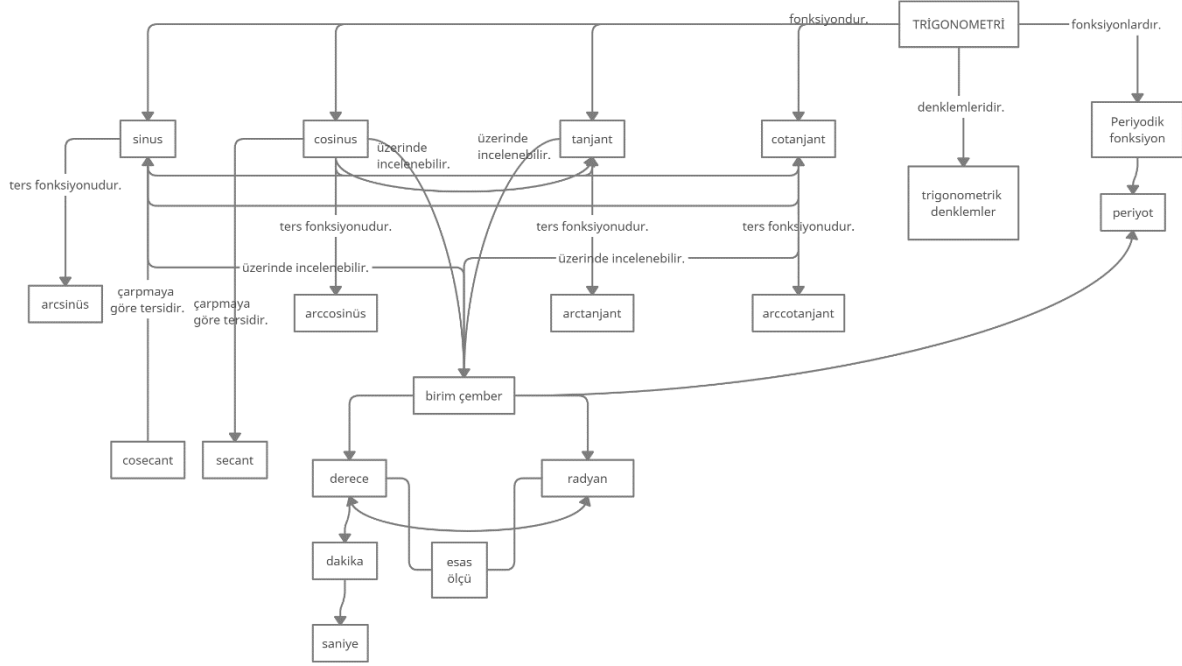 fonksiyondur.
TRİGONOMETRİ
fonksiyonlardır.
denklemleridir.
Periyodik
fonksiyon
sinus
cosinus
üzerinde
incelenebilir.
üzerinde
incelenebilir.
tanjant
cotanjant
ters fonksiyonudur.
trigonometrik
denklemler
periyot
ters fonksiyonudur.
ters fonksiyonudur.
ters fonksiyonudur.
üzerinde incelenebilir.
üzerinde incelenebilir.
arcsinüs
çarpmaya
göre tersidir.
çarpmaya
göre tersidir.
arccosinüs
arctanjant
arccotanjant
birim çember
cosecant
secant
derece
radyan
dakika
esas
ölçü
saniye